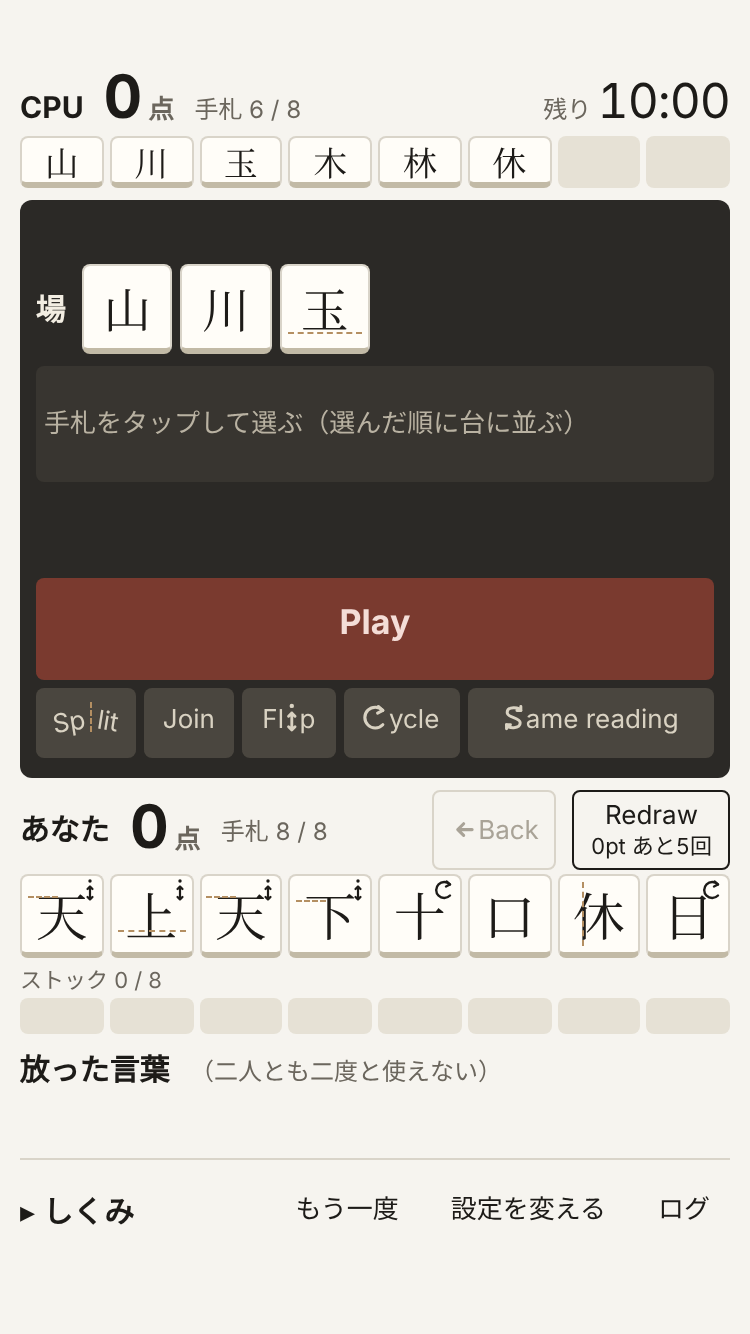 CPU 0点 手札 6 / 8 残り 10:00
山 川 玉 木 林 休
場 山 川 玉
手札をタップして選ぶ（選んだ順に台に並ぶ）
Play
Split Join Flip Cycle Same reading
あなた 0点 手札 8 / 8 ←Back Redraw
0pt あと5回
天 上 天 下 十 口 休 日
ストック 0 / 8
放った言葉 （二人とも二度と使えない）
▸ しくみ もう一度 設定を変える ログ